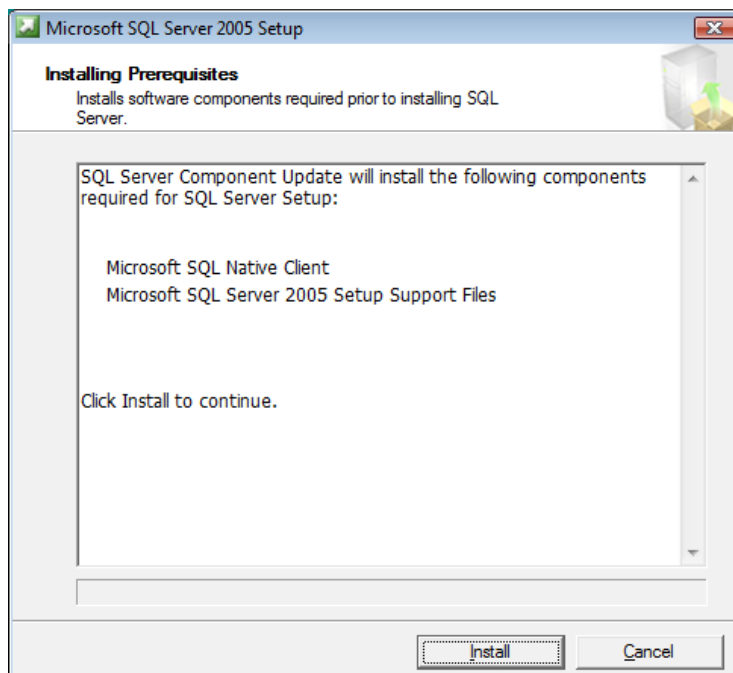 Microsoft SQL Server 2005 Setup
Installing Prerequisites
Installs software components required prior to installing SQL
Server.
SQL Server Component Update will install the following components
required for SQL Server Setup:
Microsoft SQL Native Client
Microsoft SQL Server 2005 Setup Support Files
Click Install to continue.
Install
Cancel